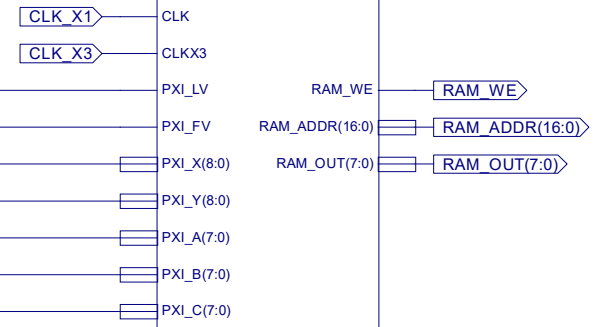 CLK_X1 CLK
CLK_X3 CLKX3
PXI_LV RAM_WE RAM_WE
PXI_FV RAM_ADDR(16:0) RAM_ADDR(16:0)
PXI_X(8:0) RAM_OUT(7:0) RAM_OUT(7:0)
PXI_Y(8:0)
PXI_A(7:0)
PXI_B(7:0)
PXI_C(7:0)